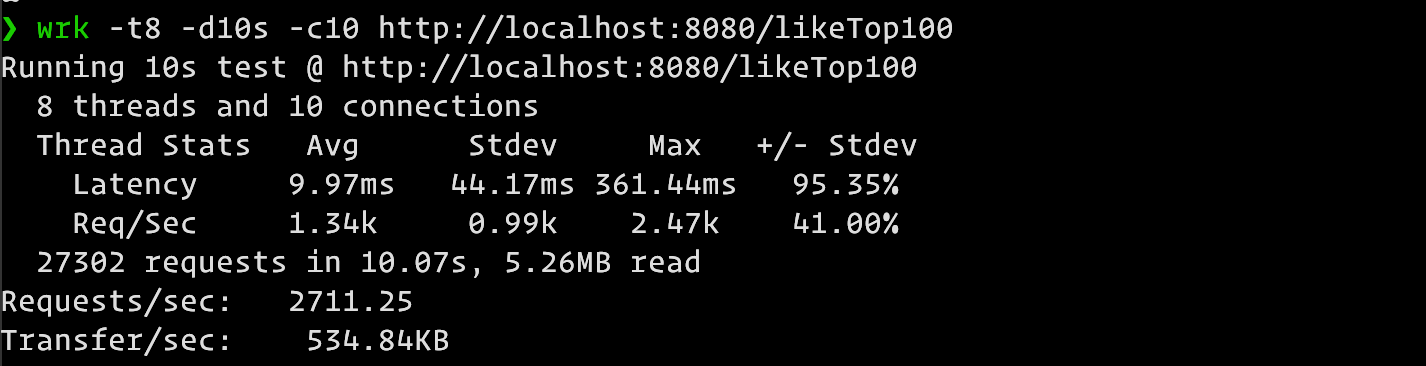 ❯ wrk -t8 -d10s -c10 http://localhost:8080/likeTop100
Running 10s test @ http://localhost:8080/likeTop100
  8 threads and 10 connections
  Thread Stats   Avg      Stdev     Max   +/- Stdev
    Latency     9.97ms   44.17ms 361.44ms   95.35%
    Req/Sec     1.34k     0.99k    2.47k    41.00%
  27302 requests in 10.07s, 5.26MB read
Requests/sec:   2711.25
Transfer/sec:    534.84KB